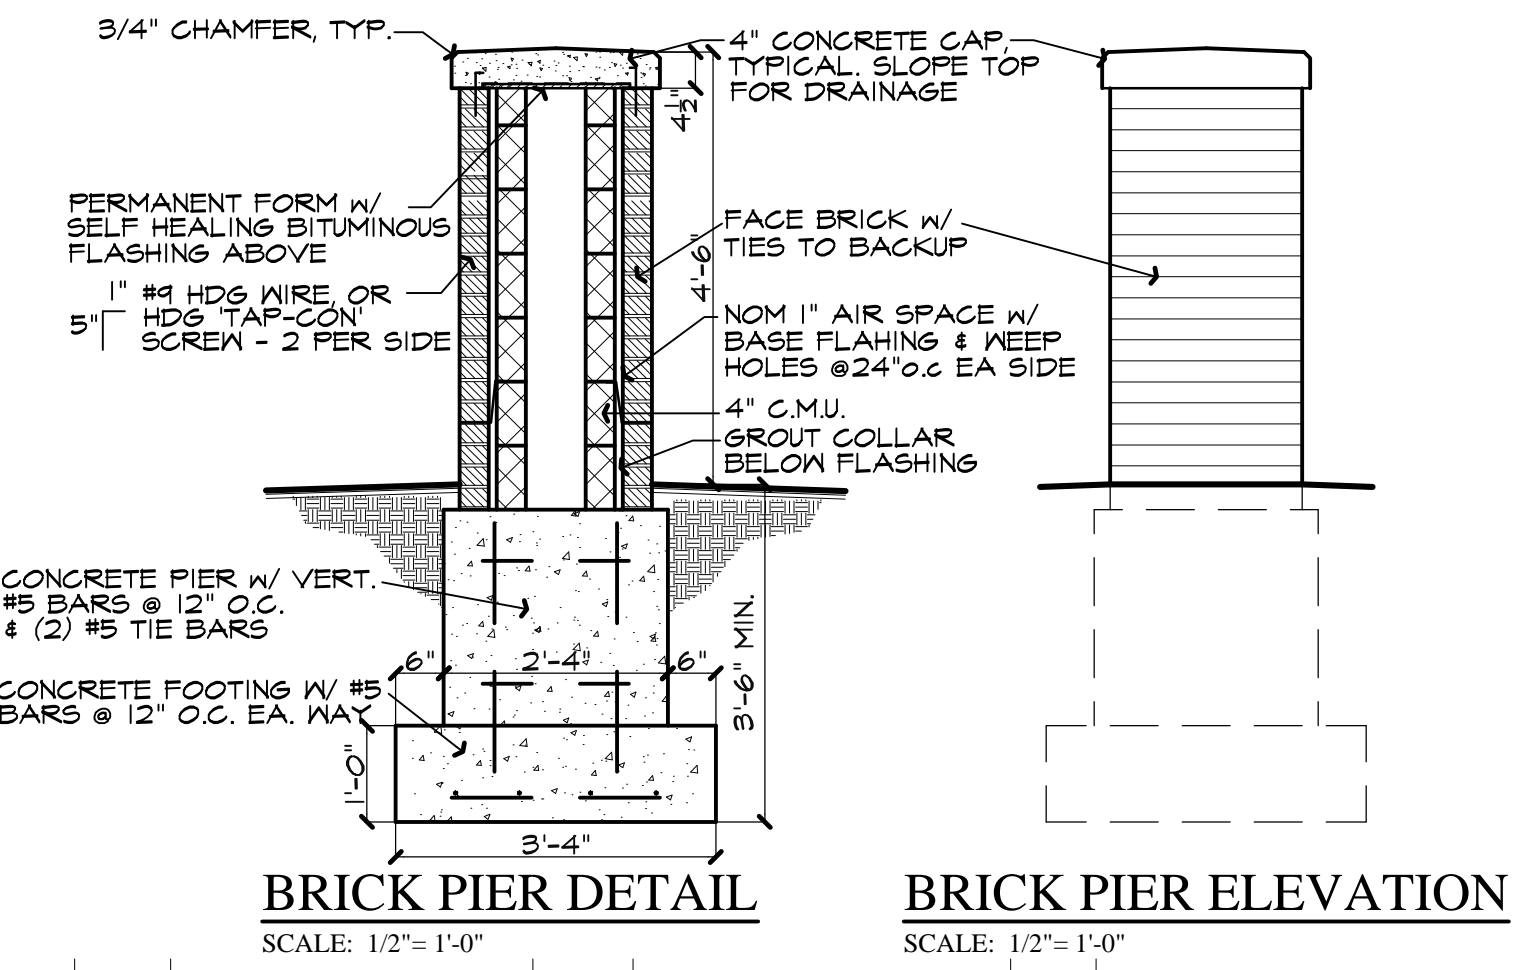 3/4" CHAMFER, TYP.
4" CONCRETE CAP,
TYPICAL. SLOPE TOP
FOR DRAINAGE
4 1/2"
PERMANENT FORM W/
SELF HEALING BITUMINOUS
FLASHING ABOVE
1" #9 HDG WIRE, OR
5" HDG 'TAP-CON'
SCREW - 2 PER SIDE
FACE BRICK W/
TIES TO BACKUP
4'-6"
NOM 1" AIR SPACE W/
BASE FLAHING & WEEP
HOLES @24"o.c EA SIDE
4" C.M.U.
GROUT COLLAR
BELOW FLASHING
CONCRETE PIER W/ VERT.
#5 BARS @ 12" O.C.
& (2) #5 TIE BARS
6" 2'-4" 6"
3'-6" MIN.
CONCRETE FOOTING W/ #5
BARS @ 12" O.C. EA. WAY
1'-0"
3'-4"
BRICK PIER DETAIL
SCALE: 1/2"= 1'-0"
BRICK PIER ELEVATION
SCALE: 1/2"= 1'-0"